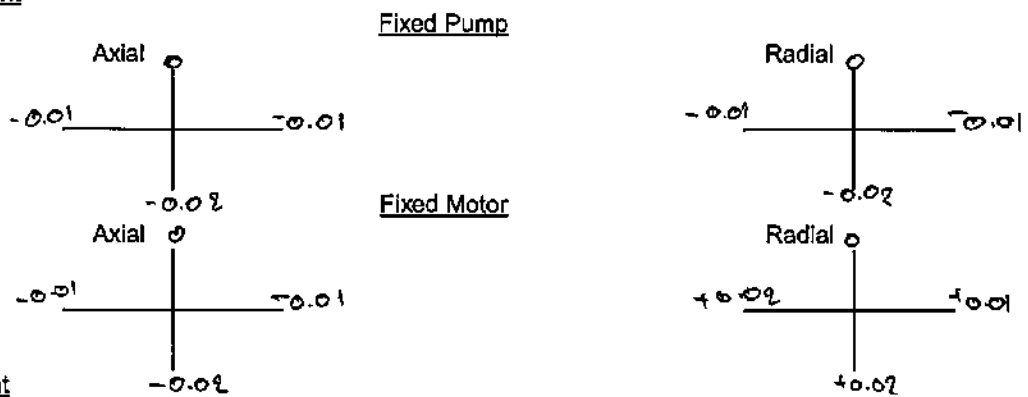 Fixed Pump
Axial 0 Radial 0
-0.01 -0.01 -0.01 -0.01
-0.02 -0.02
Fixed Motor
Axial 0 Radial 0
-0.01 -0.01 +0.02 +0.01
-0.02 +0.02